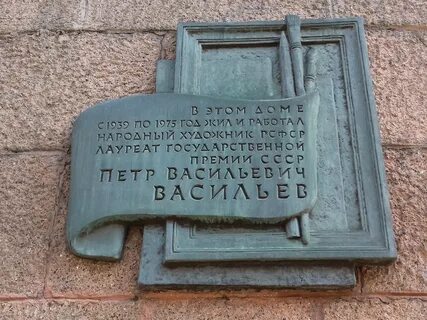 В ЭТОМ ДОМЕ
С 1939 ПО 1975 ГОД ЖИЛ И РАБОТАЛ
НАРОДНЫЙ ХУДОЖНИК РСФСР
ЛАУРЕАТ ГОСУДАРСТВЕННОЙ
ПРЕМИИ СССР
ПЕТР ВАСИЛЬЕВИЧ
ВАСИЛЬЕВ